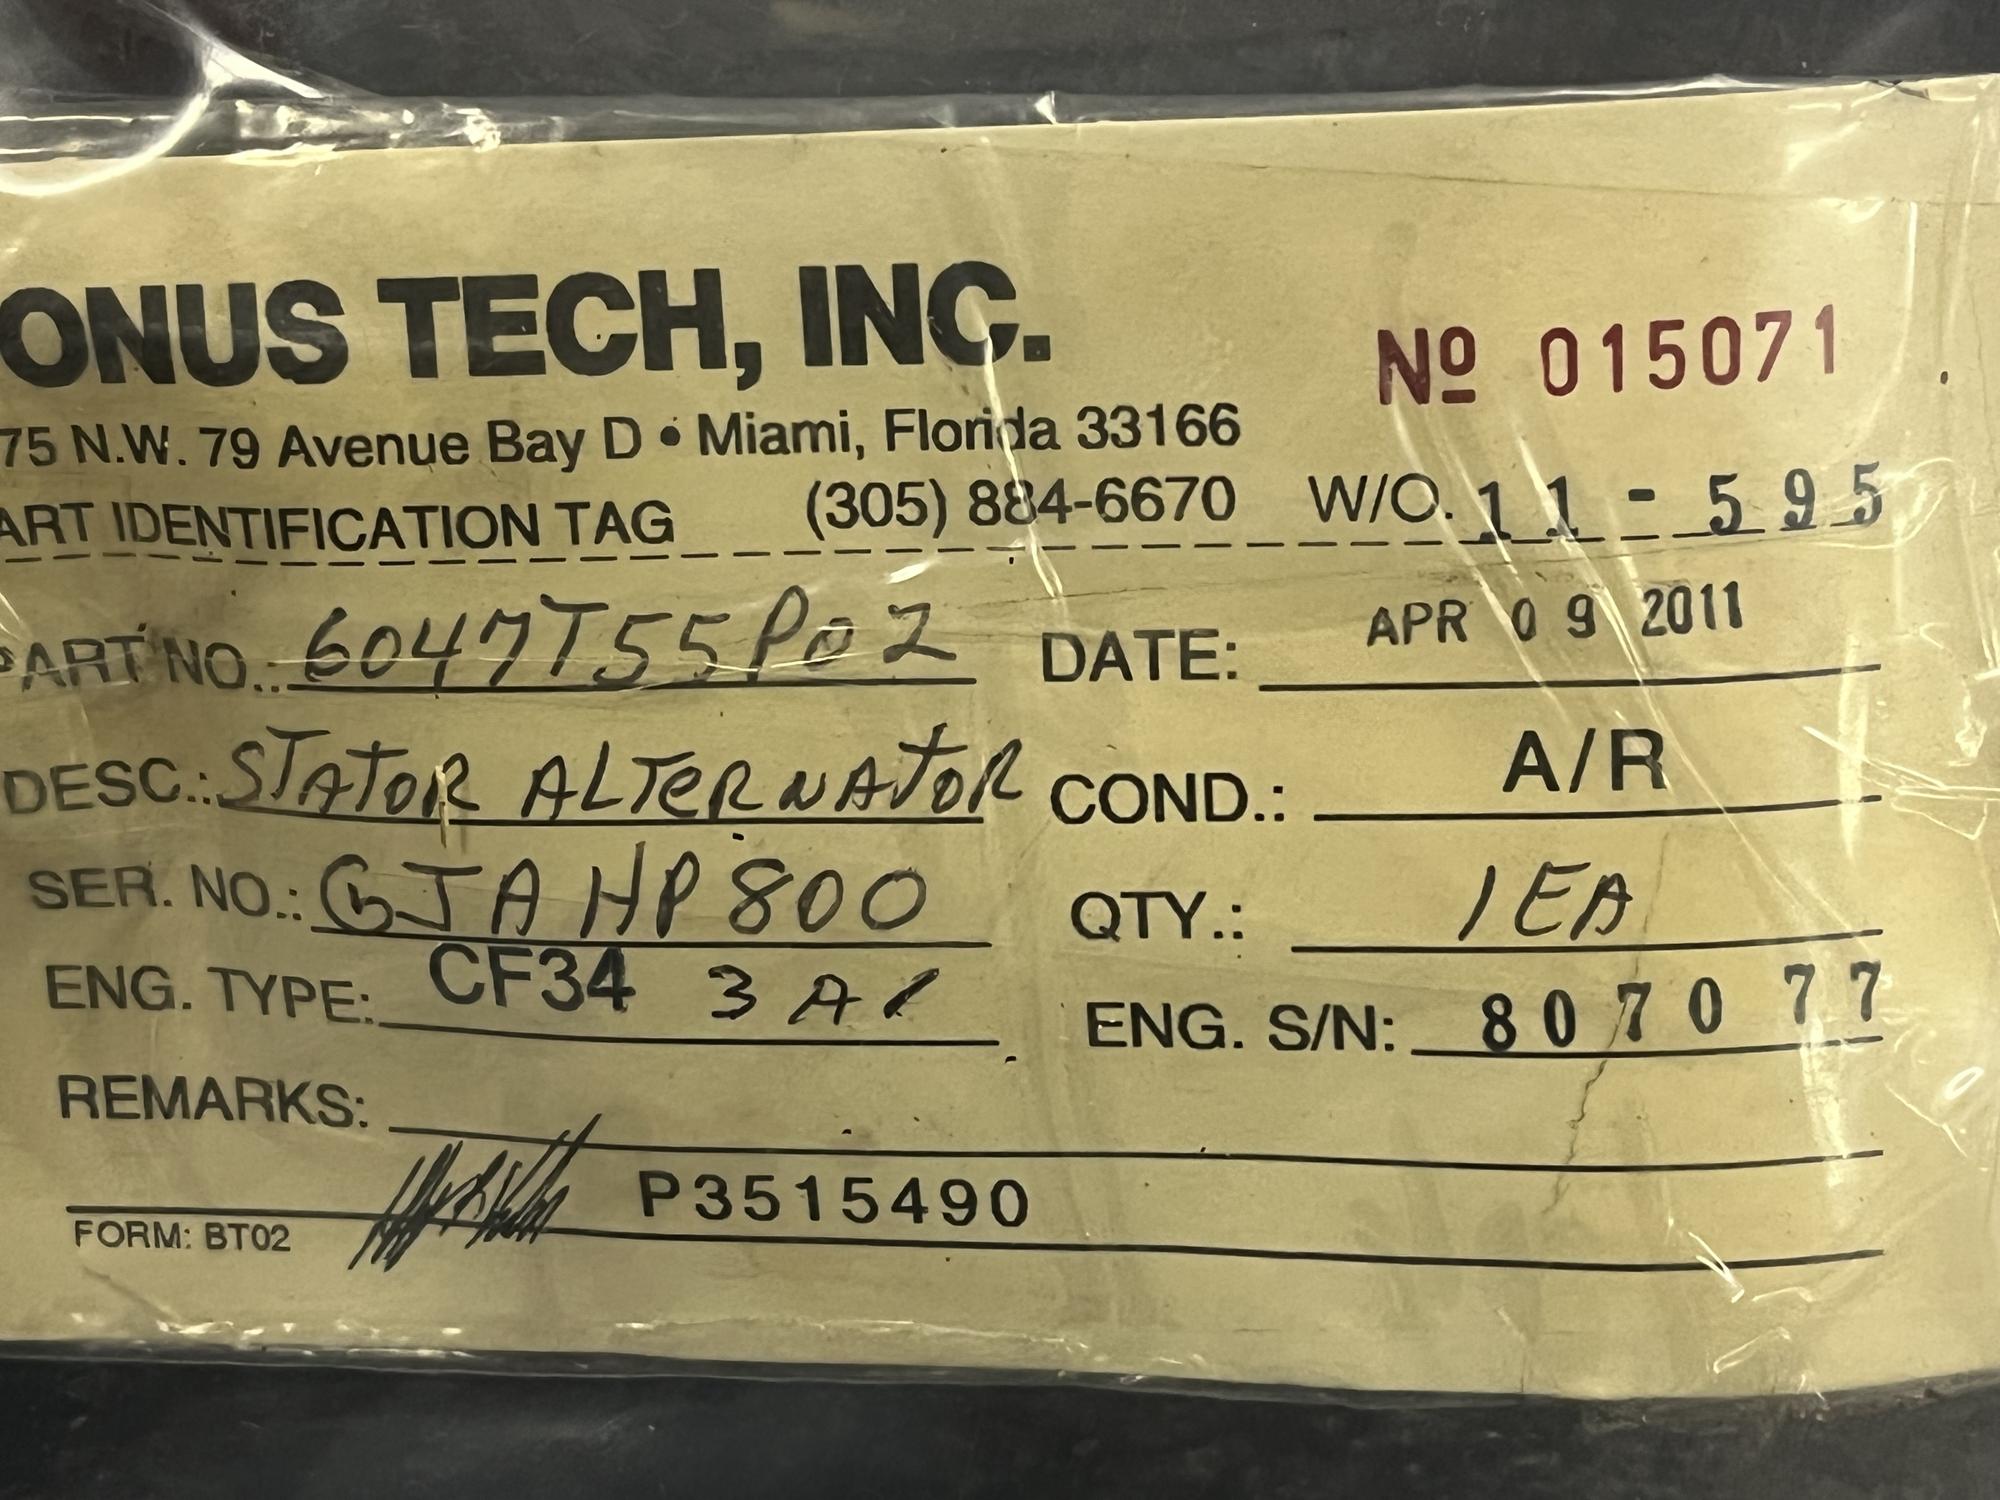 ONUS TECH, INC.
Nº 015071
75 N.W. 79 Avenue Bay D • Miami, Florida 33166
ART IDENTIFICATION TAG (305) 884-6670 W/O. 11-595
PART NO.: 6047T55P02 DATE: APR 09 2011
DESC.: STATOR ALTERNATOR COND.: A/R
SER. NO.: GJAHP800 QTY.: 1EA
ENG. TYPE: CF34 3A1 ENG. S/N: 807077
REMARKS:
P3515490
FORM: BT02